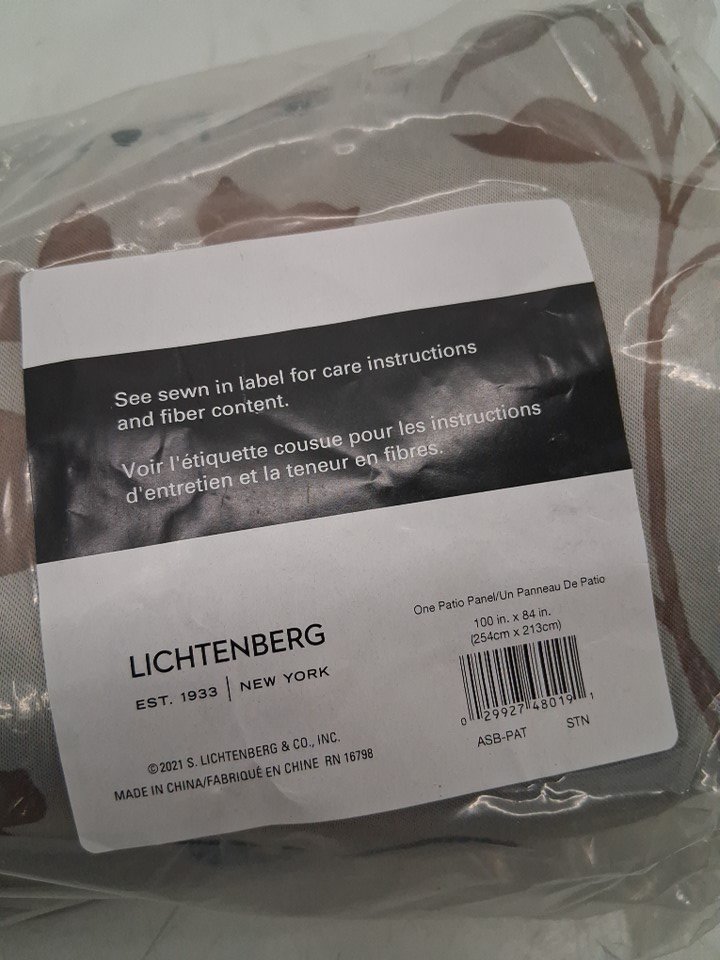 See sewn in label for care instructions
and fiber content.
Voir l'étiquette cousue pour les instructions
d'entretien et la teneur en fibres.
LICHTENBERG
EST. 1933 | NEW YORK
©2021 S. LICHTENBERG & CO., INC.
MADE IN CHINA/FABRIQUÉ EN CHINE RN 16798
One Patio Panel/Un Panneau De Patio
100 in. x 84 in.
(254cm x 213cm)
0 29927 48019 1
ASB-PAT STN